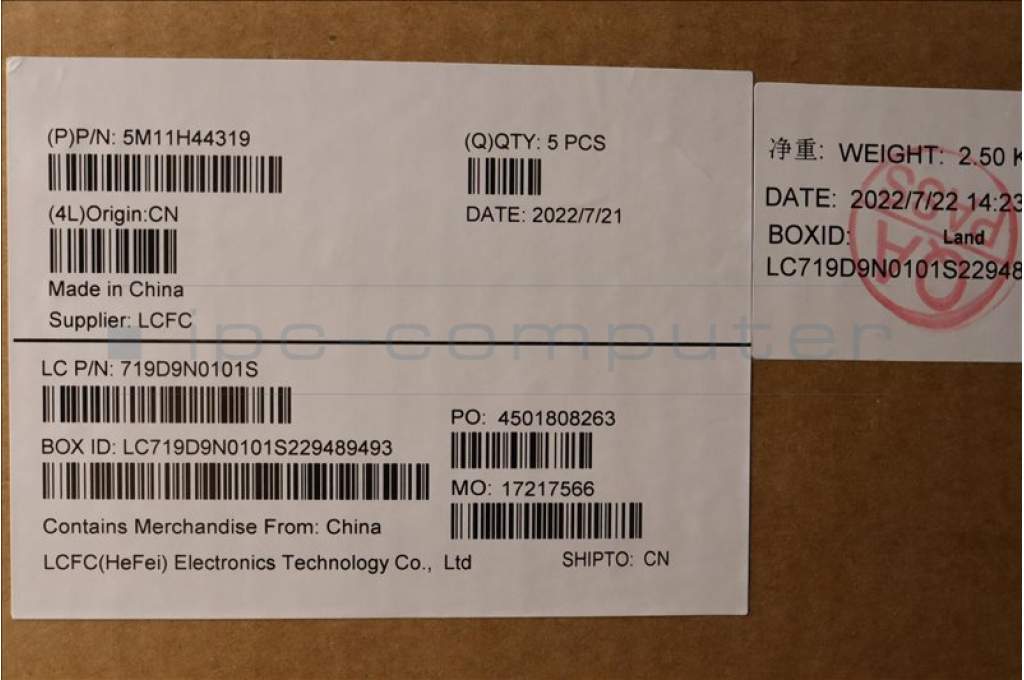 (P)P/N: 5M11H44319
(Q)QTY: 5 PCS
(4L)Origin:CN
DATE: 2022/7/21
Made in China
Supplier: LCFC
ipc-computer
LC P/N: 719D9N0101S
PO: 4501808263
BOX ID: LC719D9N0101S229489493
MO: 17217566
Contains Merchandise From: China
LCFC(HeFei) Electronics Technology Co., Ltd
SHIPTO: CN
净重: WEIGHT: 2.50 K
DATE: 2022/7/22 14:23
BOXID: Land
LC719D9N0101S22948
QA PASS